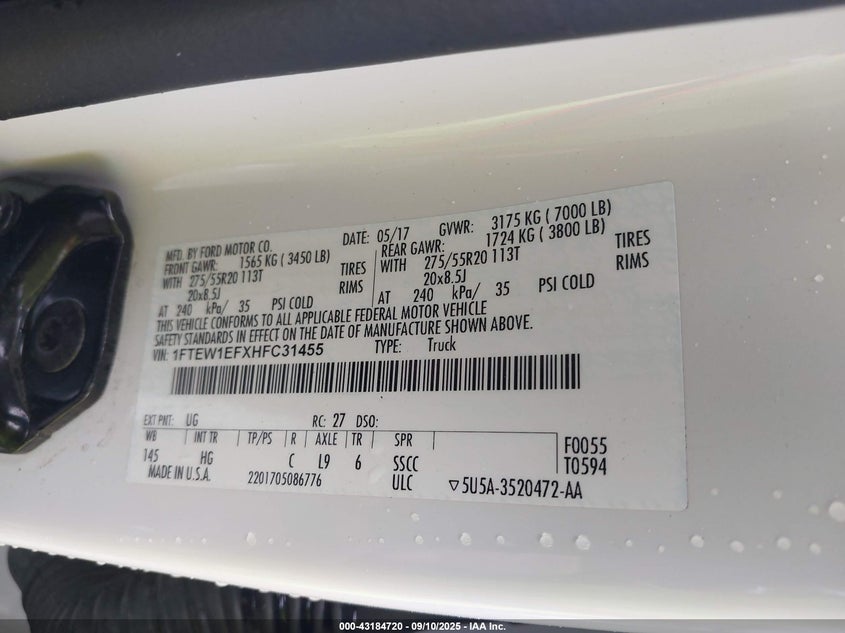 MFD. BY FORD MOTOR CO. DATE: 05/17 GVWR: 3175 KG ( 7000 LB)
FRONT GAWR: 1565 KG ( 3450 LB) REAR GAWR: 1724 KG ( 3800 LB)
WITH 275/55R20 113T TIRES WITH 275/55R20 113T TIRES
20x8.5J RIMS 20x8.5J RIMS
AT 240 kPa/ 35 PSI COLD AT 240 kPa/ 35 PSI COLD
THIS VEHICLE CONFORMS TO ALL APPLICABLE FEDERAL MOTOR VEHICLE
SAFETY STANDARDS IN EFFECT ON THE DATE OF MANUFACTURE SHOWN ABOVE.
VIN: 1FTEW1EFXHFC31455 TYPE: Truck
EXT PNT: UG RC: 27 DSO:
WB INT TR TP/PS R AXLE TR SPR F0055
145 HG C L9 6 SSCC T0594
MADE IN U.S.A. 2201705086776 ULC ▽5U5A-3520472-AA
000-43184720 - 09/10/2025 - IAA Inc.